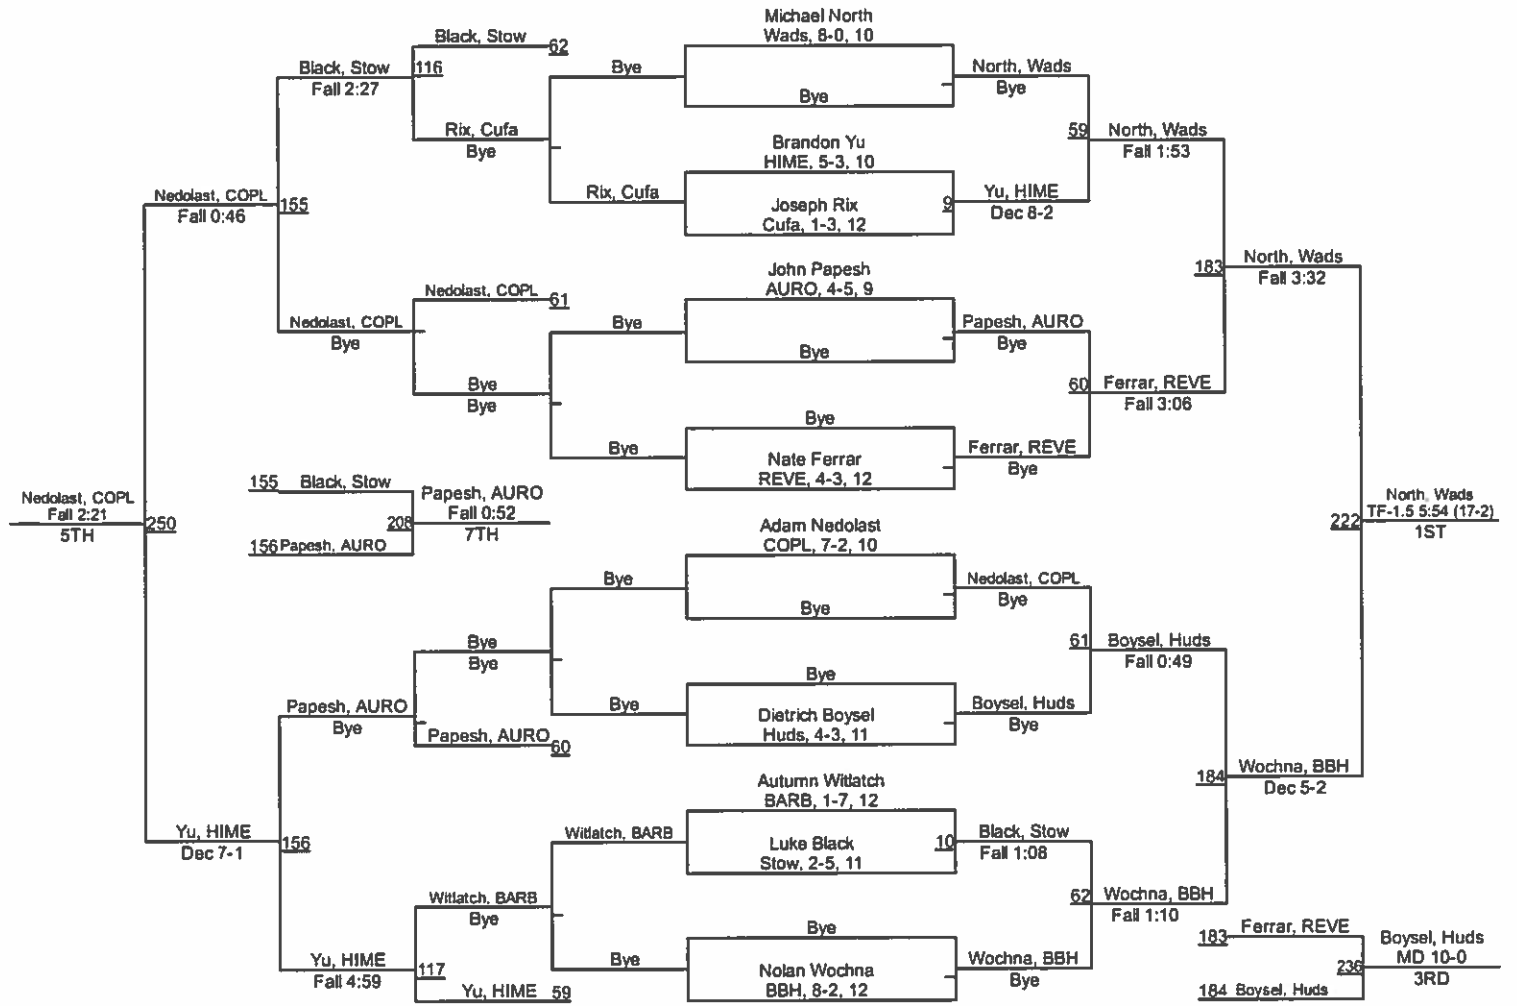 Michael North
Wads, 8-0, 10
Black, Stow
62
Black, Stow
116
Fall 2:27
Bye
North, Wads
Bye
Bye
Rix, Cufa
Bye
59
North, Wads
Fall 1:53
Brandon Yu
HIME, 5-3, 10
Nedolast, COPL
Fall 0:46
155
Rix, Cufa
Joseph Rix
Cufa, 1-3, 12
9
Yu, HIME
Dec 8-2
183
North, Wads
Fall 3:32
John Papesh
AURO, 4-5, 9
Nedolast, COPL
61
Nedolast, COPL
Bye
Bye
Bye
Papesh, AURO
Bye
Bye
Bye
60
Ferrar, REVE
Fall 3:06
Bye
Bye
Nate Ferrar
REVE, 4-3, 12
Ferrar, REVE
Bye
155
Black, Stow
Nedolast, COPL
Fall 2:21
5TH
250
208
Papesh, AURO
Fall 0:52
7TH
156
Papesh, AURO
222
North, Wads
TF-1.5 5:54 (17-2)
1ST
Adam Nedolast
COPL, 7-2, 10
Bye
Bye
Nedolast, COPL
Bye
Bye
Bye
61
Boysel, Huds
Fall 0:49
Bye
Papesh, AURO
Bye
Bye
Dietrich Boysel
Huds, 4-3, 11
Boysel, Huds
Bye
Papesh, AURO
60
184
Wochna, BBH
Dec 5-2
Autumn Witlatch
BARB, 1-7, 12
Yu, HIME
Dec 7-1
156
Witlatch, BARB
Luke Black
Stow, 2-5, 11
10
Black, Stow
Fall 1:08
Witlatch, BARB
Bye
62
Wochna, BBH
Fall 1:10
Bye
Yu, HIME
Fall 4:59
117
Bye
Nolan Wochna
BBH, 8-2, 12
Wochna, BBH
Bye
Yu, HIME
59
183
Ferrar, REVE
236
Boysel, Huds
MD 10-0
3RD
184
Boysel, Huds